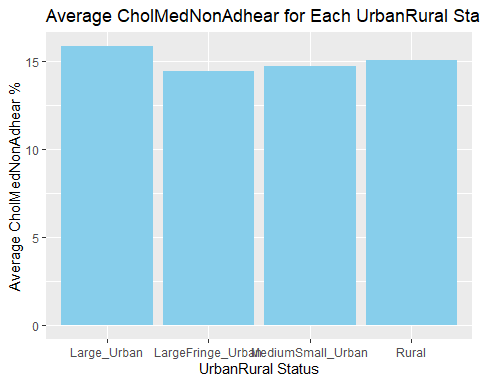 Average CholMedNonAdhear for Each UrbanRural Sta
Average CholMedNonAdhear %
15
10
5
0
Large_Urban LargeFringe_Urban MediumSmall_Urban Rural
UrbanRural Status